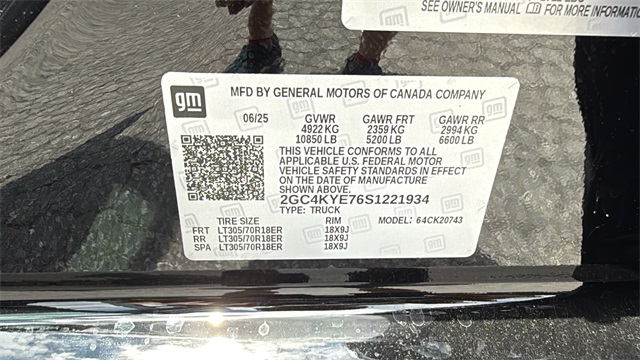 SEE OWNER'S MANUAL FOR MORE INFORMATI
gm
MFD BY GENERAL MOTORS OF CANADA COMPANY
06/25 GVWR GAWR FRT GAWR RR
4922 KG 2359 KG 2994 KG
10850 LB 5200 LB 6600 LB
THIS VEHICLE CONFORMS TO ALL
APPLICABLE U.S. FEDERAL MOTOR
VEHICLE SAFETY STANDARDS IN EFFECT
ON THE DATE OF MANUFACTURE
SHOWN ABOVE.
2GC4KYE76S1221934
TYPE: TRUCK MODEL: 64CK20743
TIRE SIZE RIM
FRT LT305/70R18ER 18X9J
RR LT305/70R18ER 18X9J
SPA LT305/70R18ER 18X9J